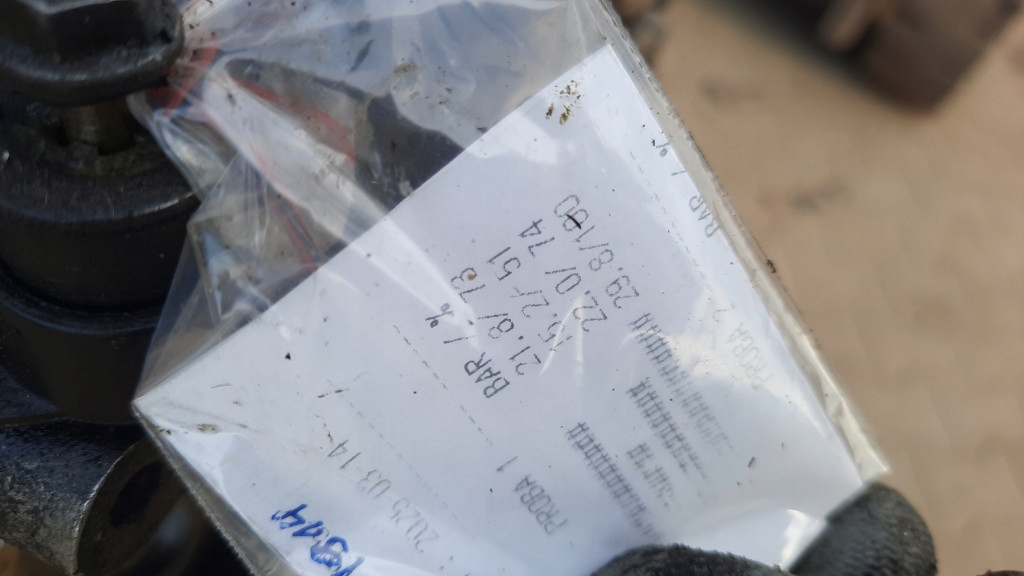 2025 03 14
PROBA 1 BAR / %
21.8/ 73
15.2/- 51
22.0/ 74
29.8/100
PROBA 2 BAR / %